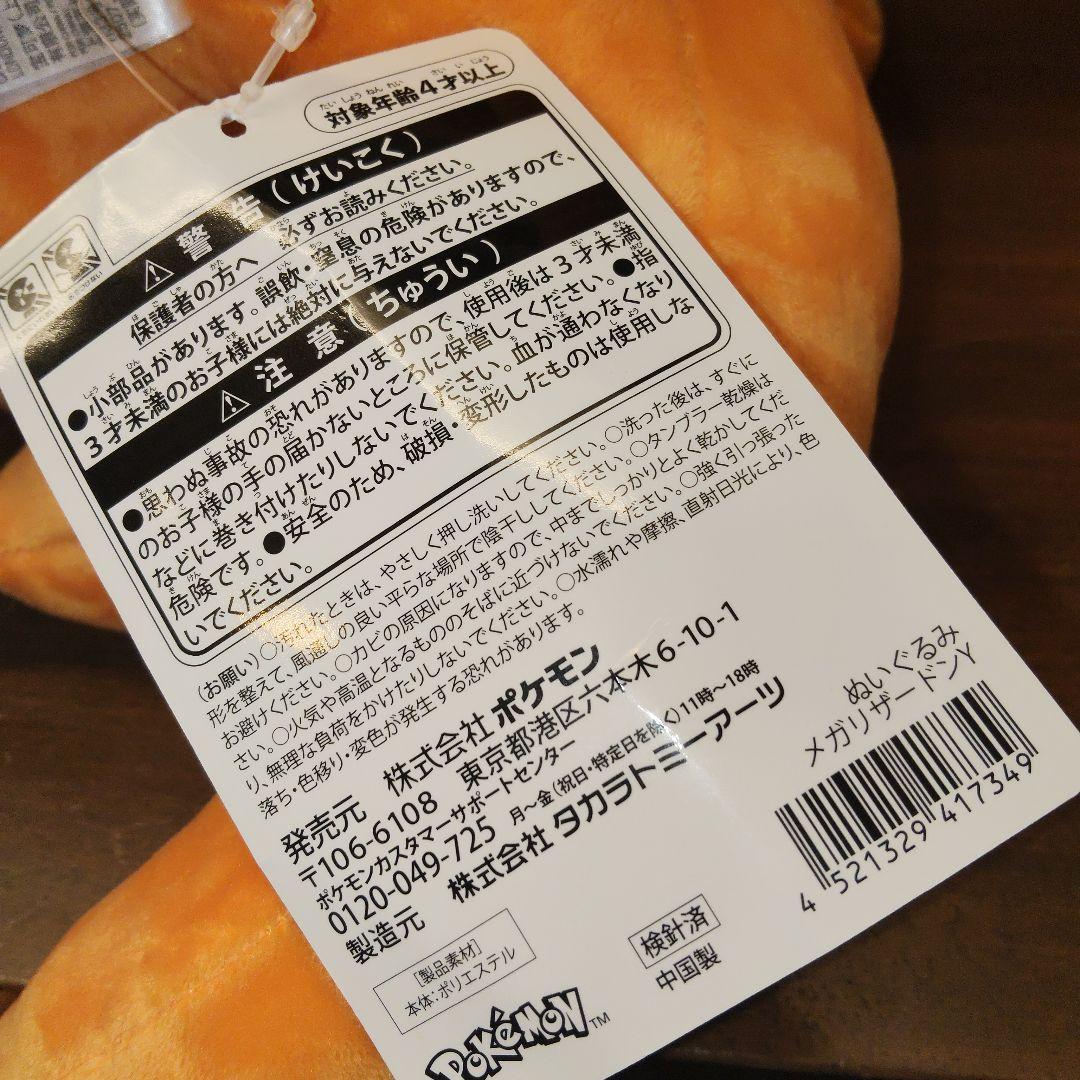 対象年齢4才以上
警告(けいこく)
保護者の方へ 必ずお読みください。
●小部品があります。誤飲・窒息の危険がありますので、
3才未満のお子様には絶対に与えないでください。
注意(ちゅうい)
●思わぬ事故の恐れがありますので、使用後は3才未満
のお子様の手の届かないところに保管してください。●指
などに巻き付けたりしないでください。血が通わなくなり
危険です。●安全のため、破損・変形したものは使用しな
いでください。
(お願い)○汚れたときは、やさしく押し洗いしてください。○洗った後は、すぐに
形を整えて、風通しの良い平らな場所で陰干ししてください。○タンブラー乾燥は
お避けください。○カビの原因になりますので、中までしっかりとよく乾かしてくだ
さい。○火気や高温となるもののそばに近づけないでください。○強く引っ張った
り、無理な負荷をかけたりしないでください。○水濡れや摩擦、直射日光により、色
落ち・色移り・変色が発生する恐れがあります。
発売元 株式会社ポケモン
〒106-6108 東京都港区六本木6-10-1
ポケモンカスタマーサポートセンター
0120-049-725 月~金(祝日・特定日を除く)11時~18時
製造元 株式会社タカラトミーアーツ
ぬいぐるみ
メガリザードンY
4 521329 417349
[製品素材]
本体:ポリエステル
検針済
中国製
POKéMON™